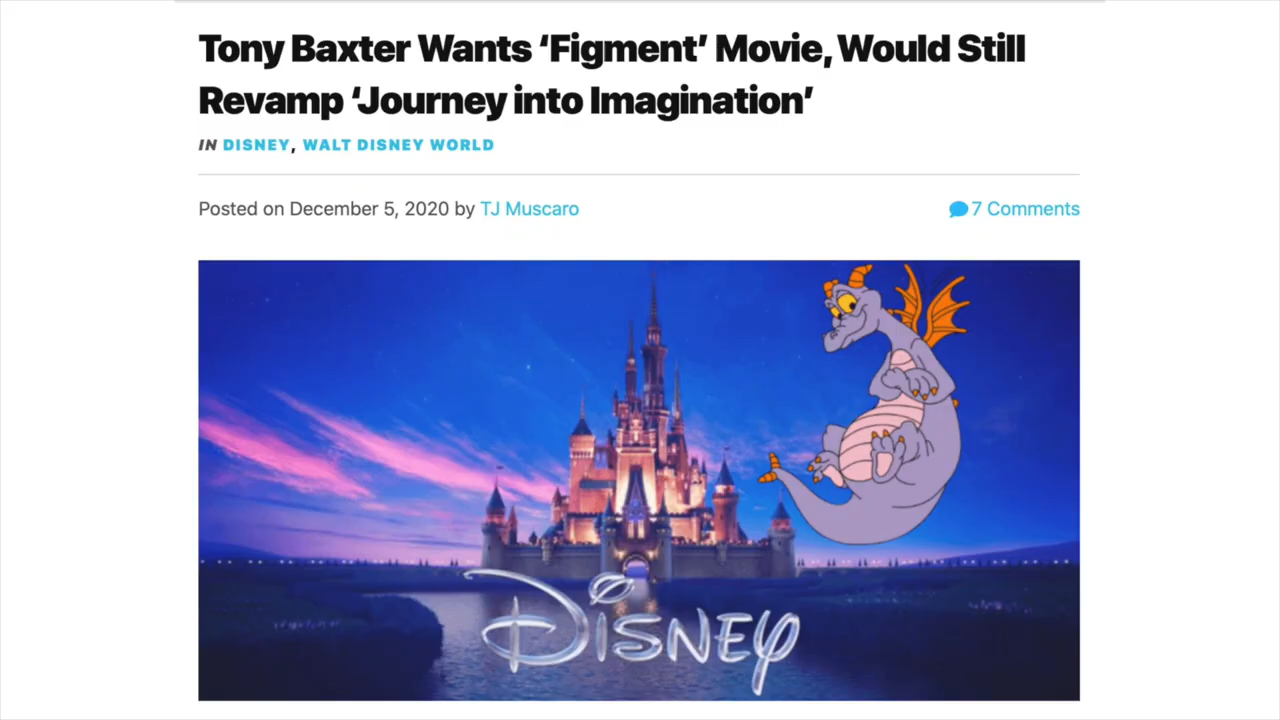 Tony Baxter Wants ‘Figment’ Movie, Would Still
Revamp ‘Journey into Imagination’
IN DISNEY, WALT DISNEY WORLD
Posted on December 5, 2020 by TJ Muscaro
7 Comments
Disney